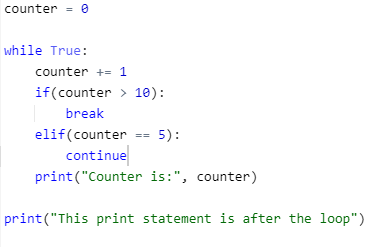 counter = 0
while True:
    counter += 1
    if(counter > 10):
        break
    elif(counter == 5):
        continue
    print("Counter is:", counter)
print("This print statement is after the loop")